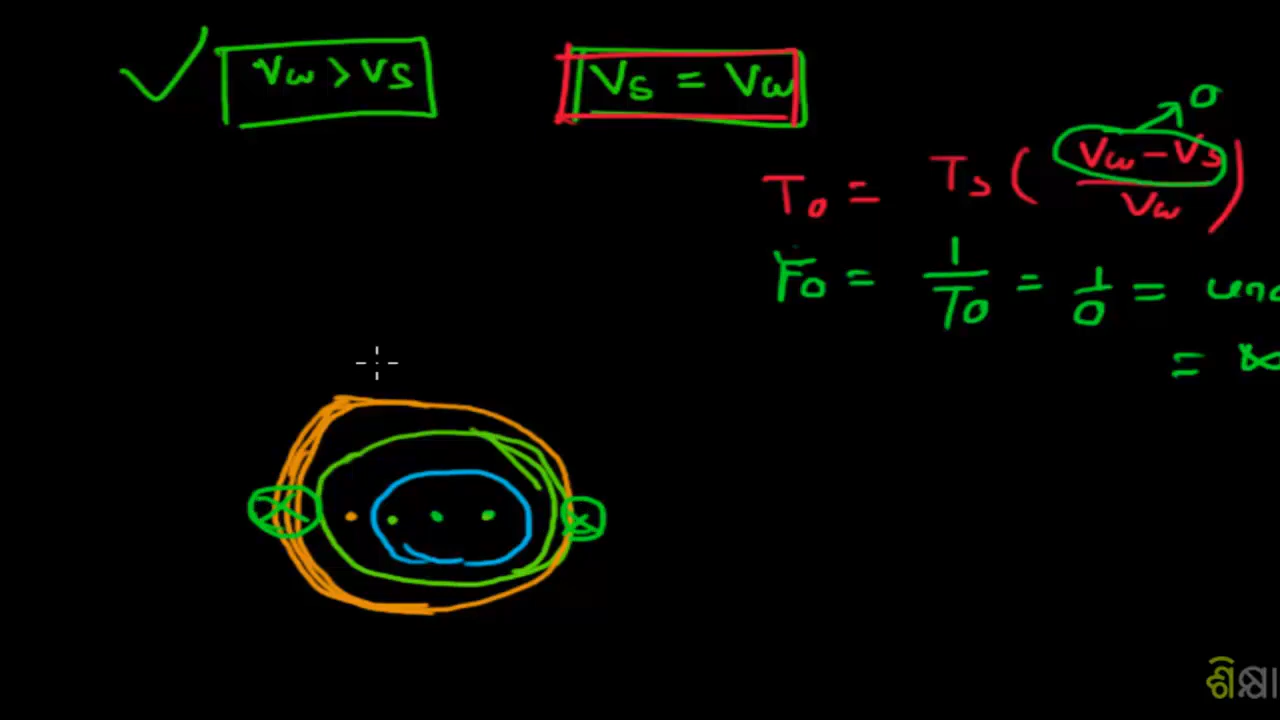 Vw > Vs
Vs = Vw
0
To = Ts (Vw - Vs / Vw)
Fo = 1/To = 1/0 =
= ∞
ଶିକ୍ଷା